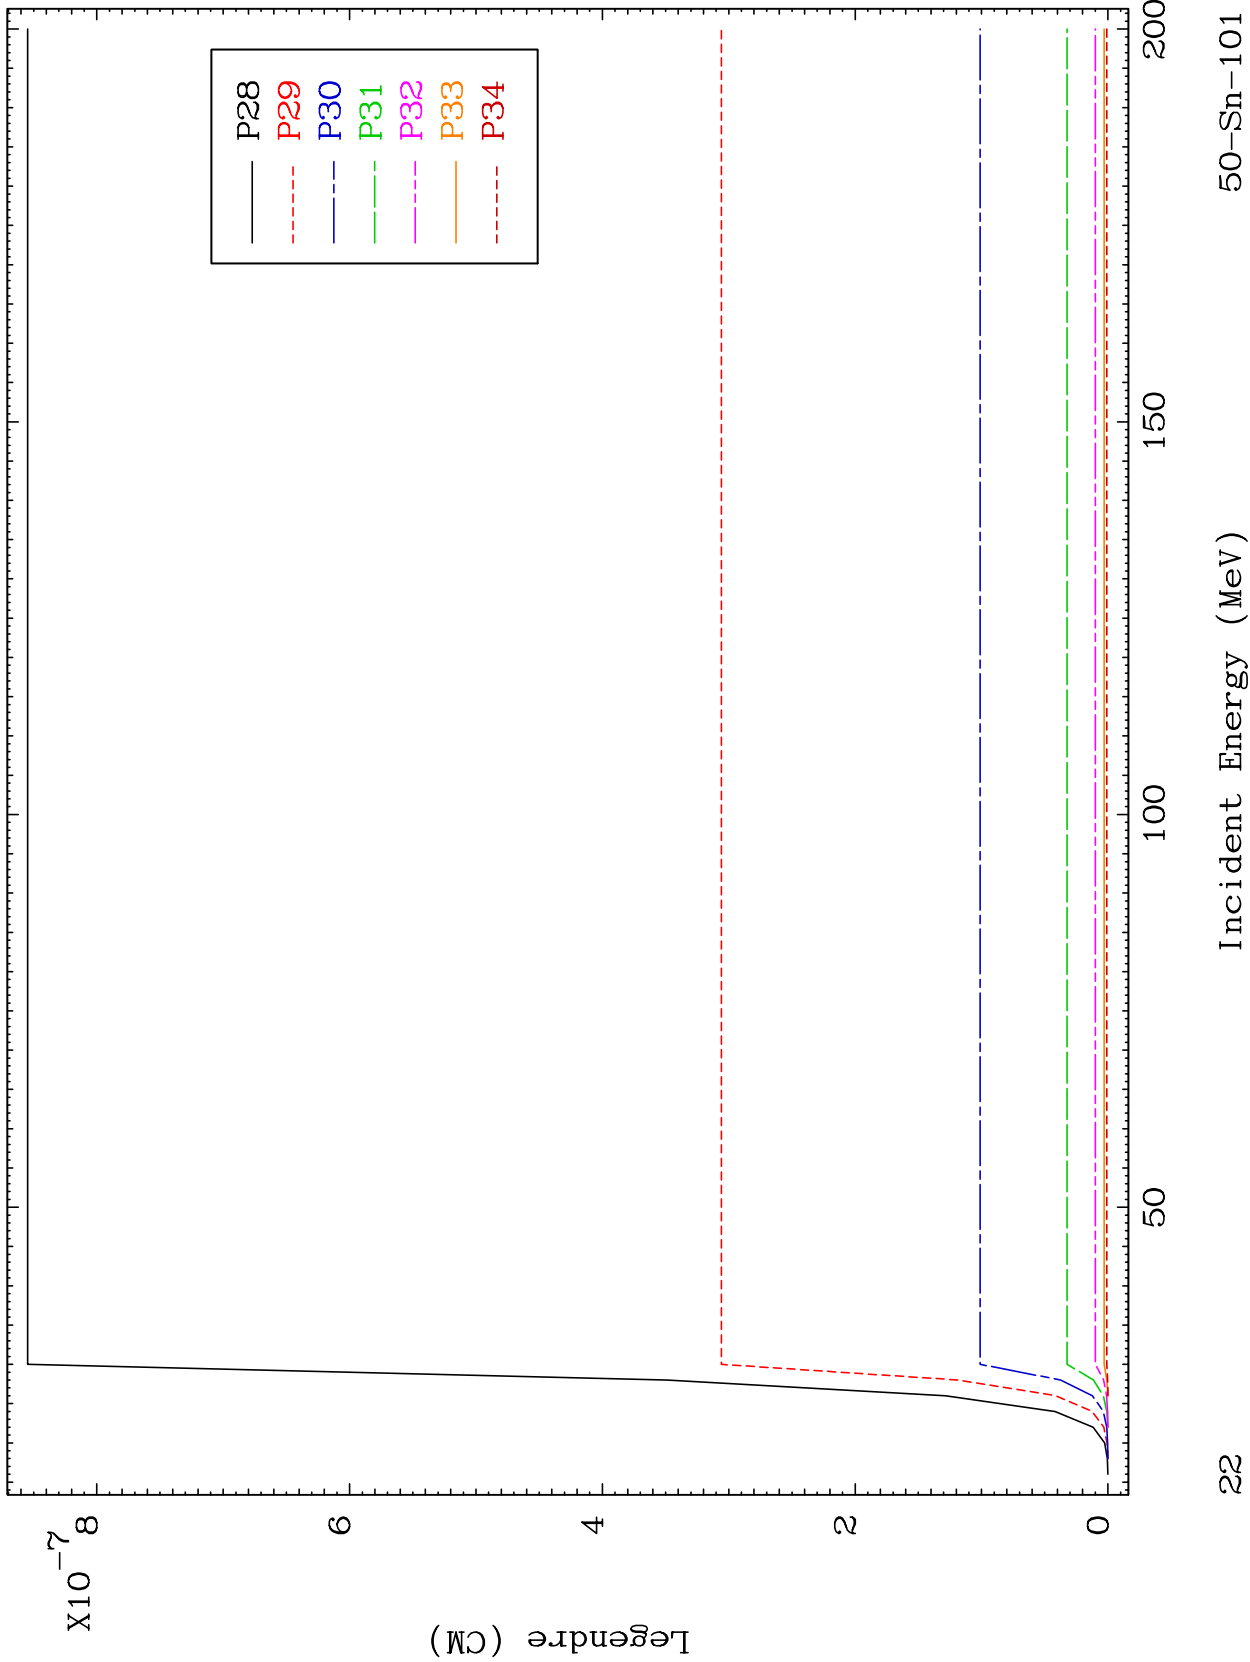 X10-7
8
6
4
2
0
Legendre (CM)
P28
P29
P30
P31
P32
P33
P34
50
100
150
200
Incident Energy (MeV)
22
50-Sn-101